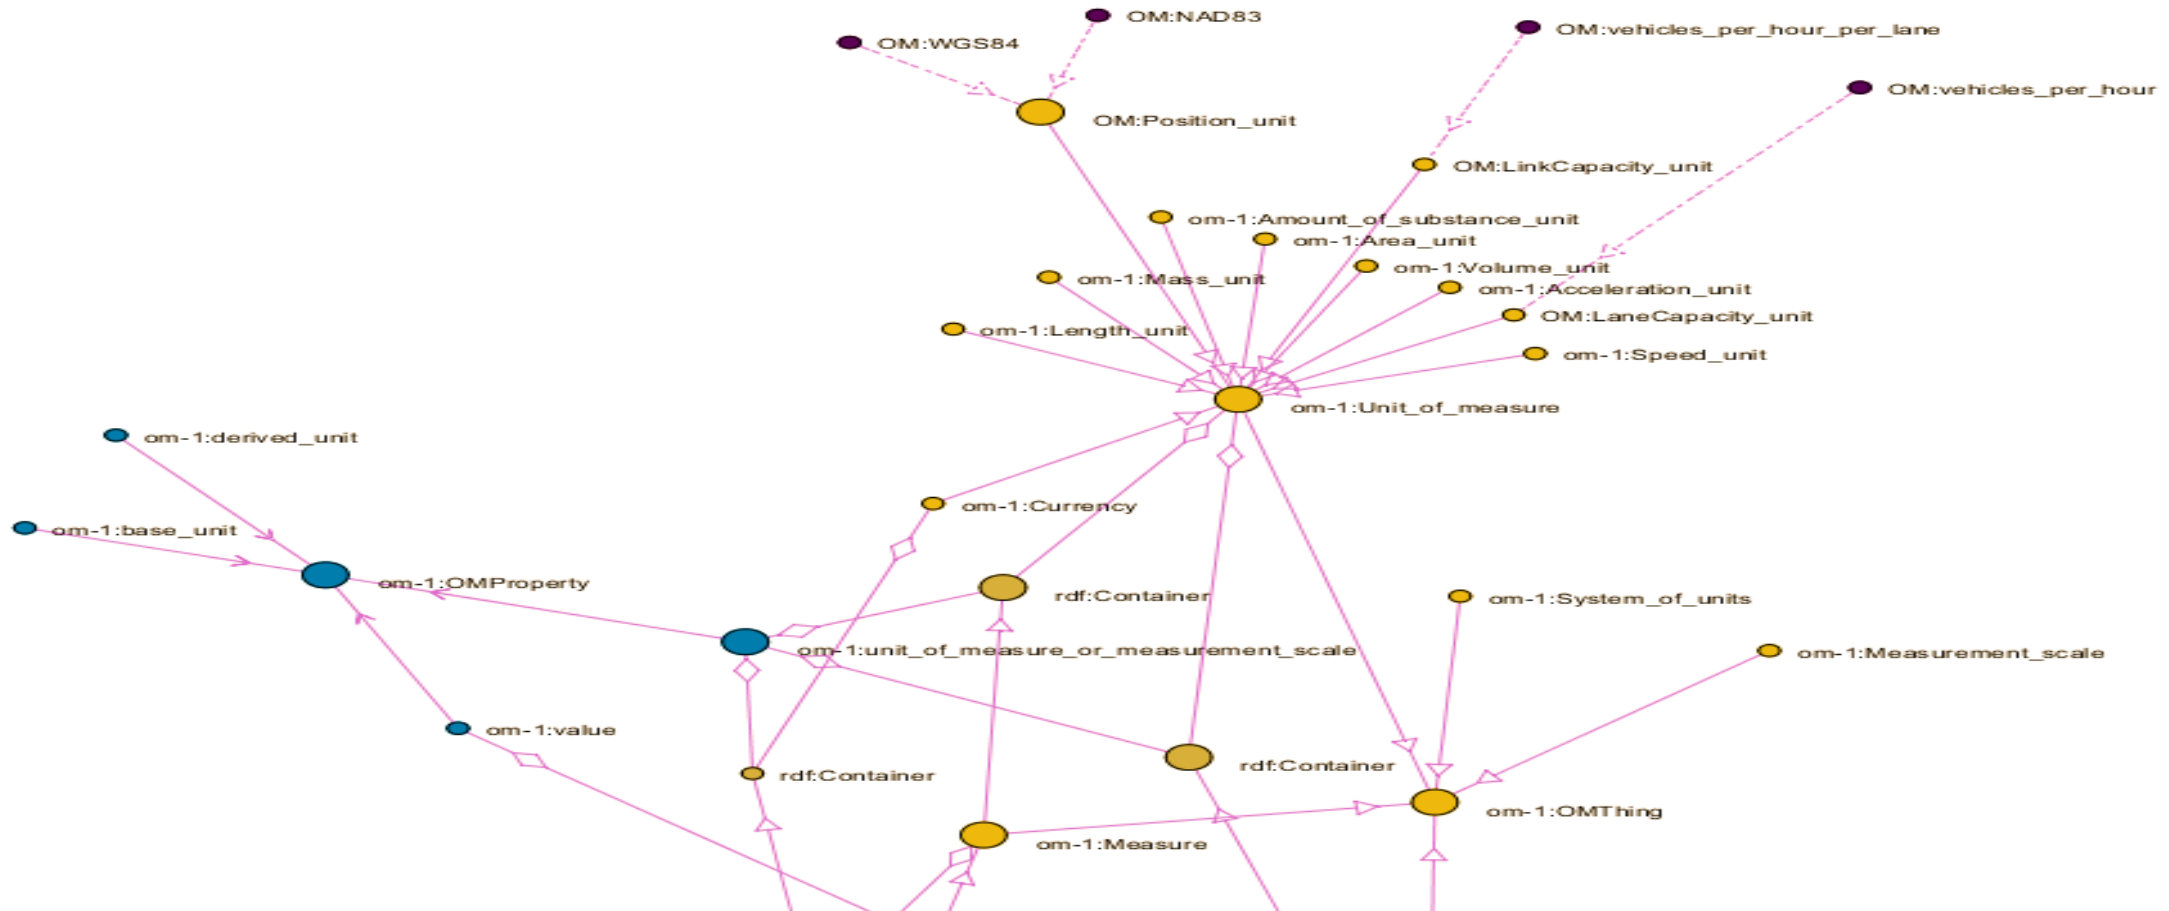 OM:NAD83
OM:WGS84
OM:vehicles_per_hour_per_lane
OM:vehicles_per_hour
OM:Position_unit
OM:LinkCapacity_unit
om-1:Amount_of_substance_unit
om-1:Area_unit
om-1:Volume_unit
om-1:Mass_unit
om-1:Acceleration_unit
OM:LaneCapacity_unit
om-1:Length_unit
om-1:Speed_unit
om-1:Unit_of_measure
om-1:derived_unit
om-1:Currency
om-1:base_unit
om-1:OMProperty
rdf:Container
om-1:System_of_units
om-1:unit_of_measure_or_measurement_scale
om-1:Measurement_scale
om-1:value
rdf:Container
rdf:Container
om-1:OMThing
om-1:Measure